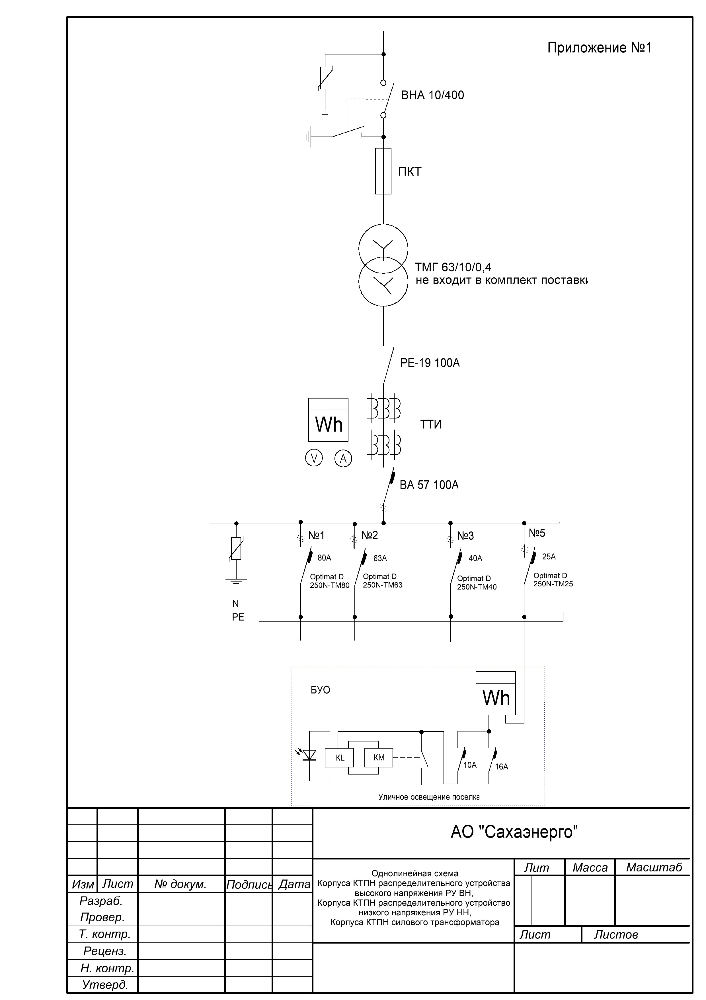 Приложение №1
ВНА 10/400
ПКТ
ТМГ 63/10/0,4
не входит в комплект поставки
РЕ-19 100А
Wh
ТТИ
V
A
ВА 57 100А
№1
№2
№3
№5
80А
63А
40А
25А
Optimat D
250N-TM80
Optimat D
250N-TM63
Optimat D
250N-TM40
Optimat D
250N-TM25
N
PE
БУО
Wh
KL
KM
10А
16А
Уличное освещение поселка
АО "Сахаэнерго"
Однолинейная схема
Корпуса КТПН распределительного устройства
высокого напряжения РУ ВН,
Корпуса КТПН распределительного устройство
низкого напряжения РУ НН,
Корпуса КТПН силового трансформатора
Лит Масса Масштаб
Изм Лист № докум. Подпись Дата
Разраб.
Провер.
Т. контр.
Лист Листов
Реценз.
Н. контр.
Утверд.